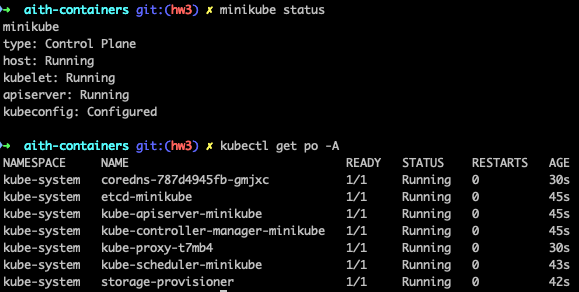 ➜ aith-containers git:(hw3) ✗ minikube status
minikube
type: Control Plane
host: Running
kubelet: Running
apiserver: Running
kubeconfig: Configured

➜ aith-containers git:(hw3) ✗ kubectl get po -A
NAMESPACE NAME READY STATUS RESTARTS AGE
kube-system coredns-787d4945fb-gmjxc 1/1 Running 0 30s
kube-system etcd-minikube 1/1 Running 0 45s
kube-system kube-apiserver-minikube 1/1 Running 0 45s
kube-system kube-controller-manager-minikube 1/1 Running 0 45s
kube-system kube-proxy-t7mb4 1/1 Running 0 30s
kube-system kube-scheduler-minikube 1/1 Running 0 43s
kube-system storage-provisioner 1/1 Running 0 42s